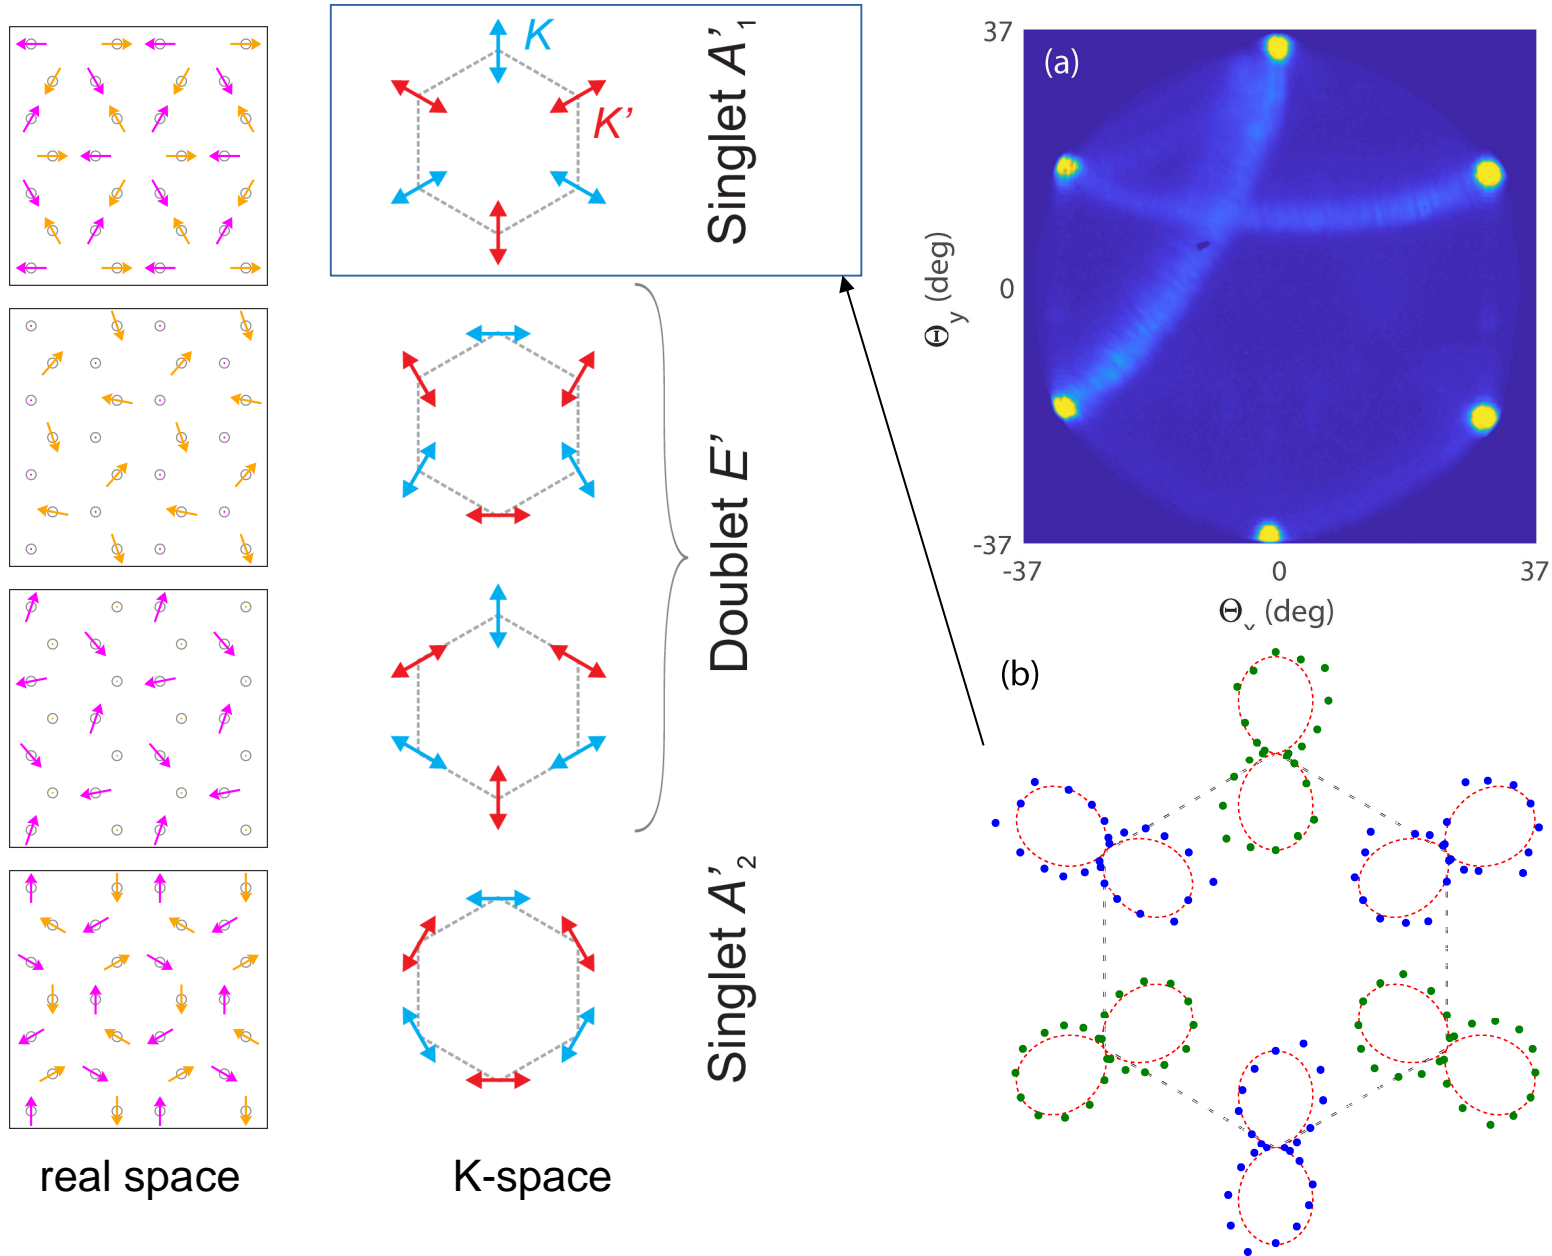 K
K'
Singlet A'1
Doublet E'
Singlet A'2
real space
K-space
(a)
37
0
-37
Θy (deg)
-37
0
37
Θx (deg)
(b)